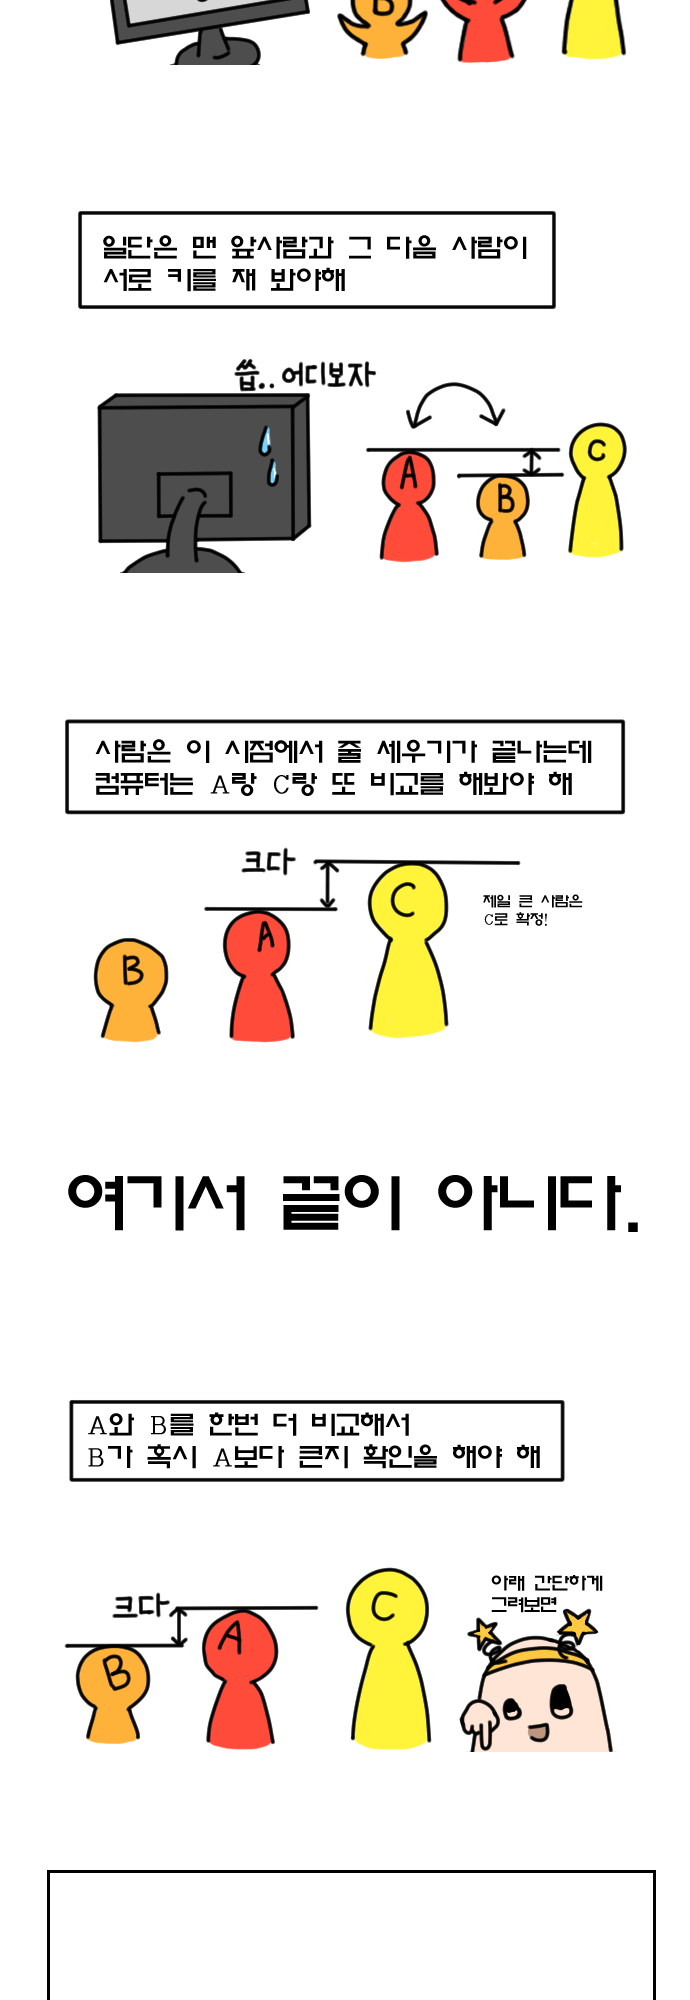 B
일단은 맨 앞사람과 그 다음 사람이
서로 키를 재 봐야해
씁.. 어디보자
A
B
C
사람은 이 시점에서 줄 세우기가 끝나는데
컴퓨터는 A랑 C랑 또 비교를 해봐야 해
크다
C
제일 큰 사람은
C로 확정!
A
B
여기서 끝이 아니다.
A와 B를 한번 더 비교해서
B가 혹시 A보다 큰지 확인을 해야 해
아래 간단하게
그려보면
크다
B
A
C